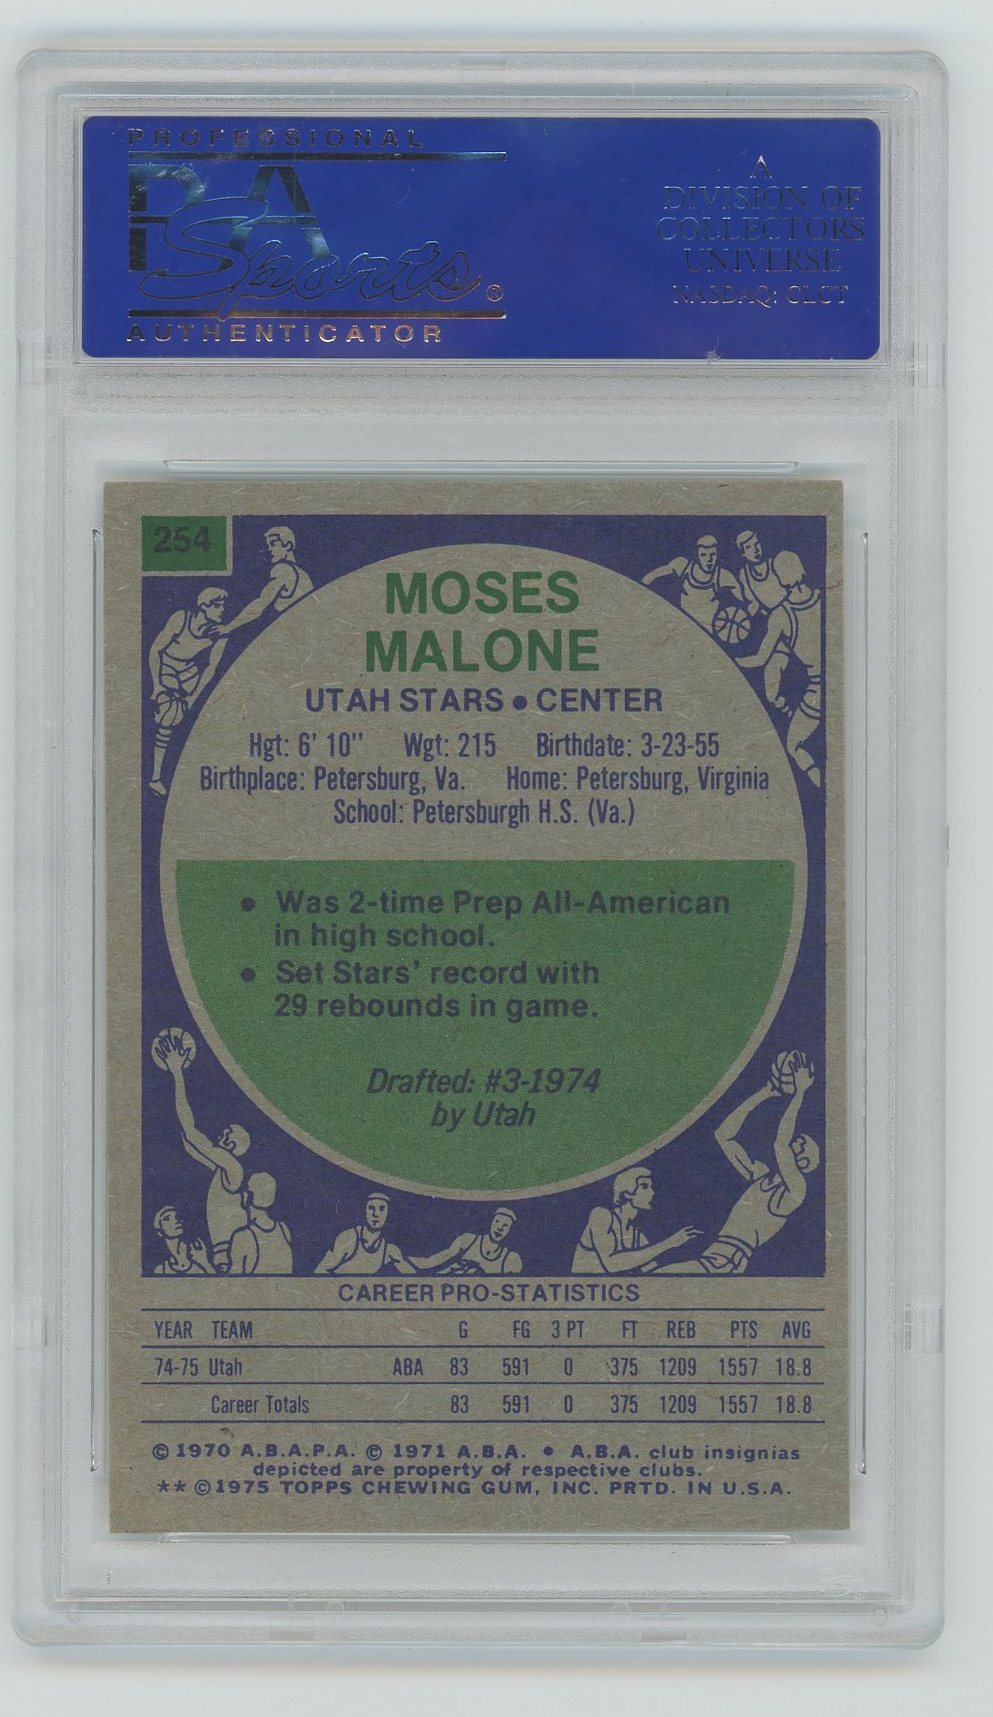 PROFESSIONAL
PSA
Sports®
AUTHENTICATOR
A
DIVISION OF
COLLECTORS
UNIVERSE
NASDAQ: CLCT
254
MOSES
MALONE
UTAH STARS • CENTER
Hgt: 6' 10" Wgt: 215 Birthdate: 3-23-55
Birthplace: Petersburg, Va. Home: Petersburg, Virginia
School: Petersburgh H.S. (Va.)
• Was 2-time Prep All-American
in high school.
• Set Stars' record with
29 rebounds in game.
Drafted: #3-1974
by Utah
CAREER PRO-STATISTICS
YEAR TEAM G FG 3 PT FT REB PTS AVG
74-75 Utah ABA 83 591 0 375 1209 1557 18.8
Career Totals 83 591 0 375 1209 1557 18.8
© 1970 A.B.A.P.A. © 1971 A.B.A. • A.B.A. club insignias
depicted are property of respective clubs.
** © 1975 TOPPS CHEWING GUM, INC. PRTD. IN U.S.A.